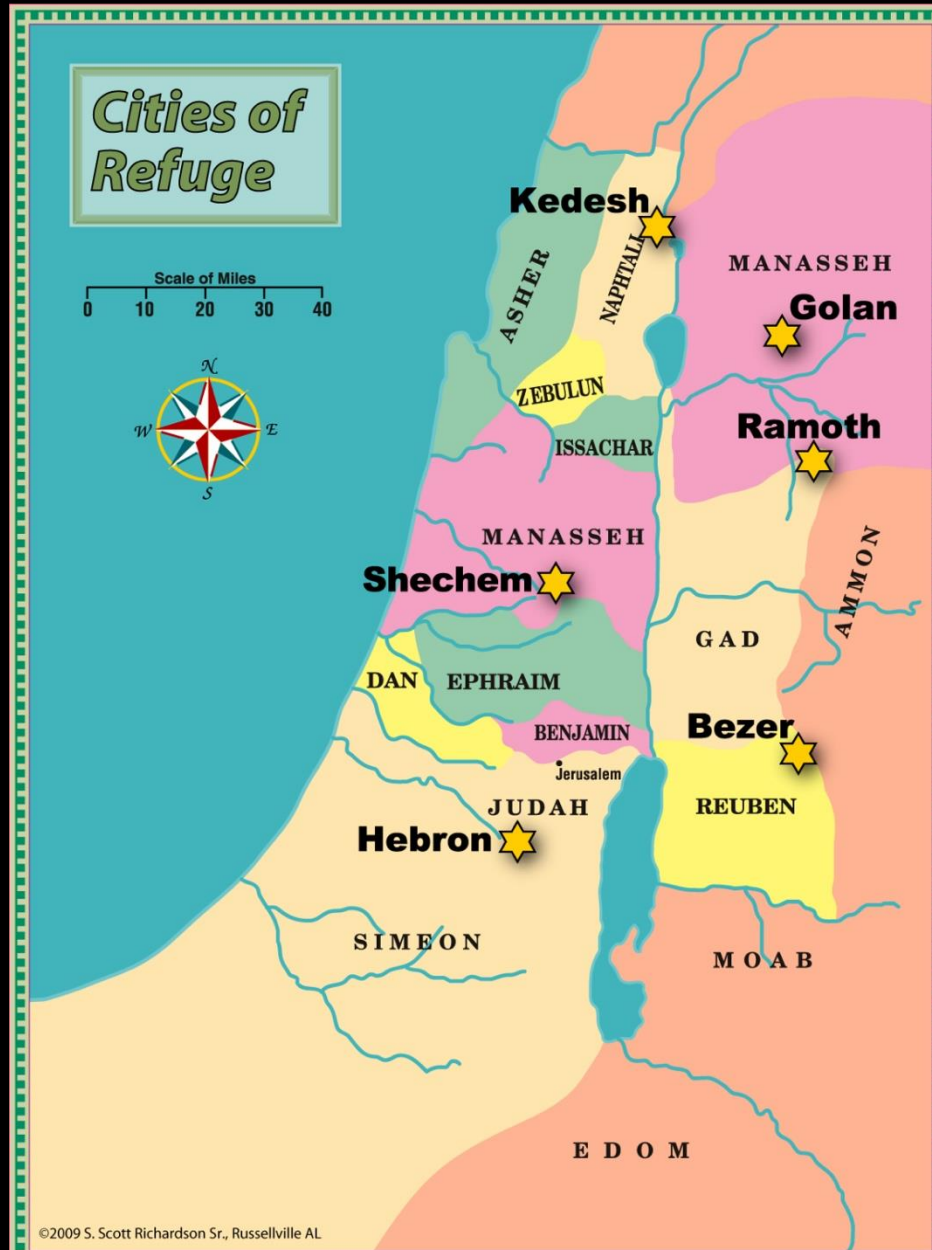 Cities of
Refuge
Scale of Miles
0 10 20 30 40
N
W E
S
Kedesh
ASHER
NAPHTALI
MANASSEH
Golan
ZEBULUN
ISSACHAR
Ramoth
MANASSEH
Shechem
AMMON
GAD
DAN EPHRAIM
BENJAMIN
Bezer
Jerusalem
JUDAH
REUBEN
Hebron
SIMEON
MOAB
EDOM
©2009 S. Scott Richardson Sr., Russellville AL